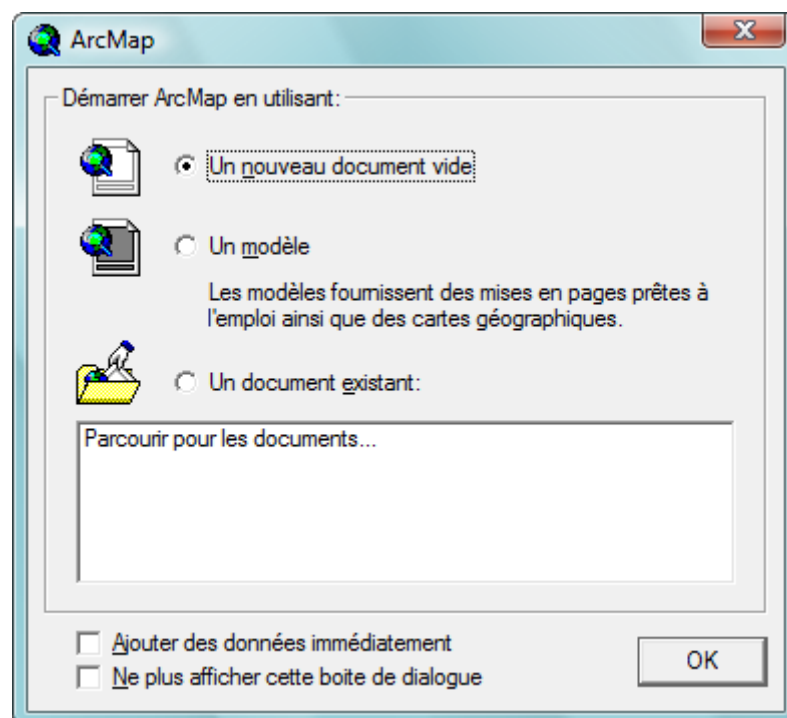 ArcMap
Démarrer ArcMap en utilisant:
Un nouveau document vide
Un modèle
Les modèles fournissent des mises en pages prêtes à
l'emploi ainsi que des cartes géographiques.
Un document existant:
Parcourir pour les documents...
Ajouter des données immédiatement
Ne plus afficher cette boite de dialogue
OK